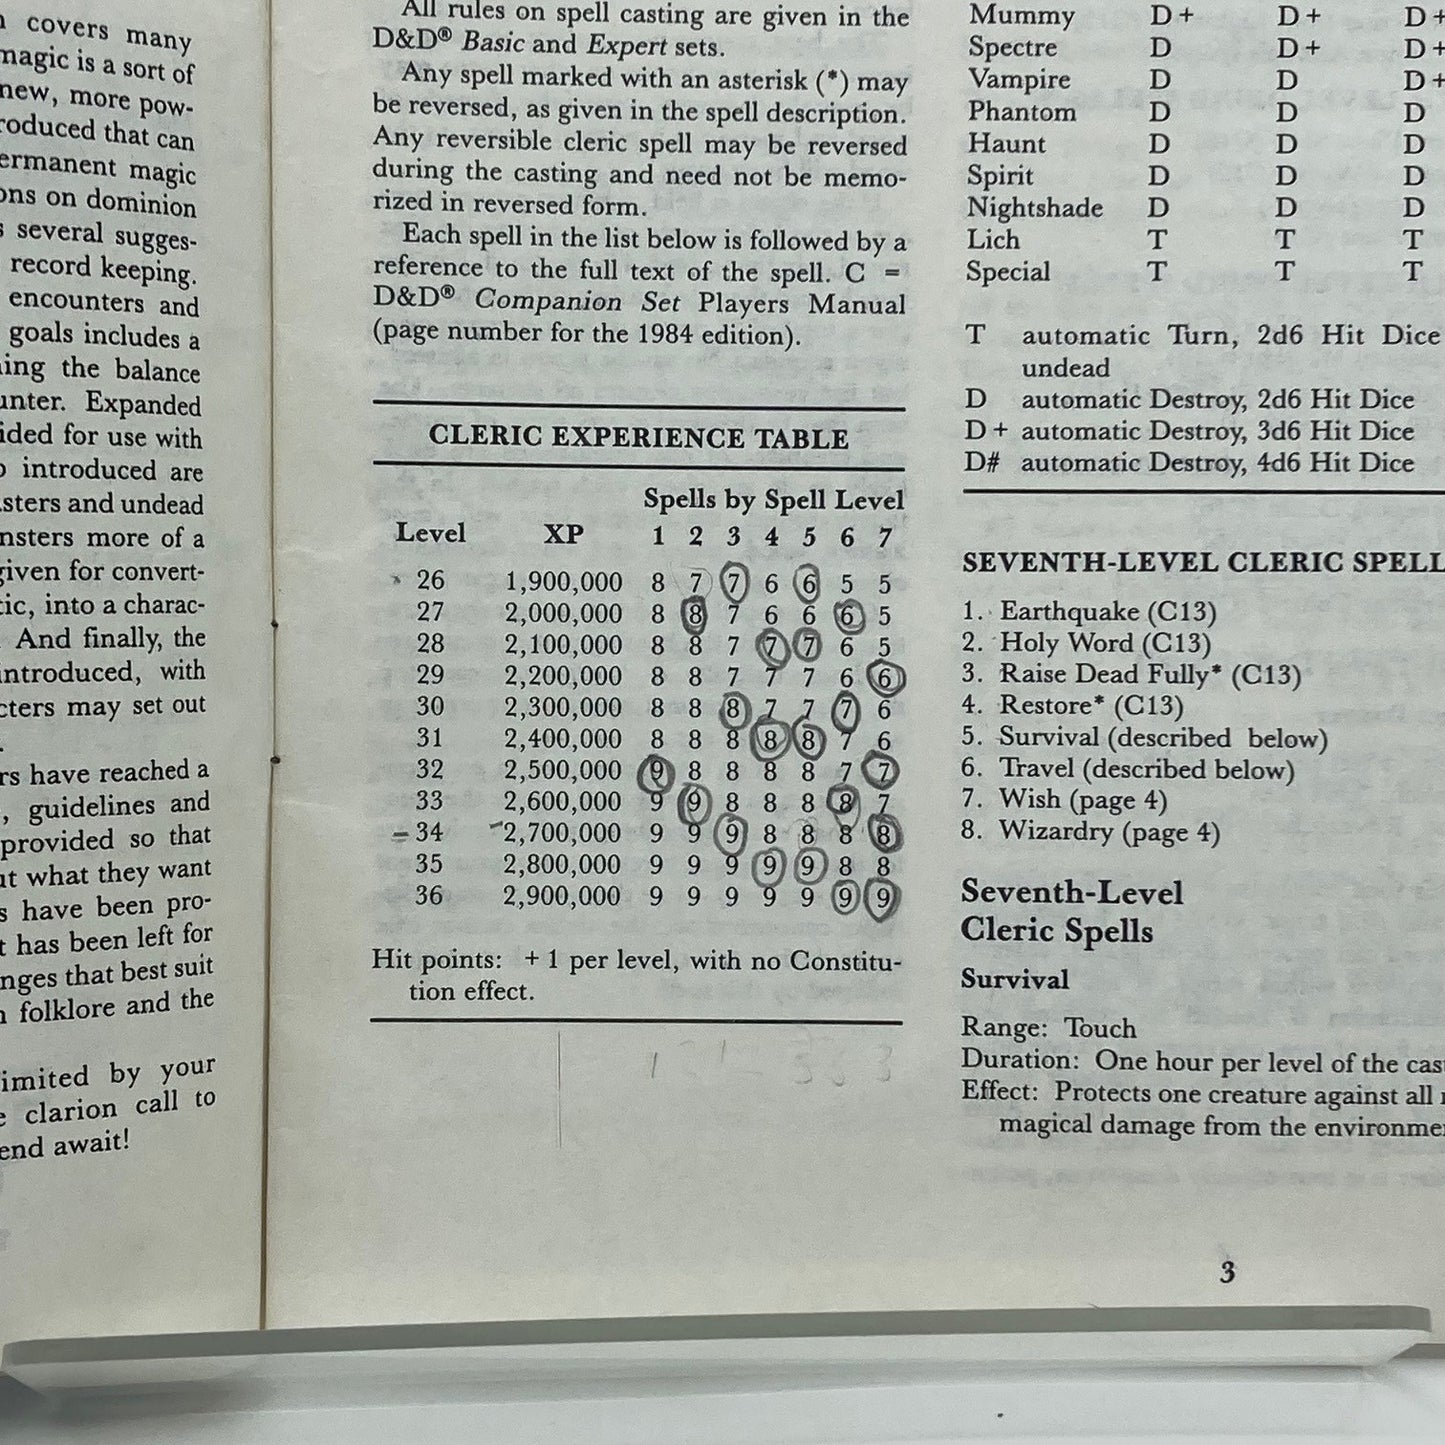 covers many
magic is a sort of
new, more pow-
roduced that can
ermanent magic
ons on dominion
s several sugges-
record keeping.
encounters and
goals includes a
ing the balance
unter. Expanded
ided for use with
o introduced are
sters and undead
nsters more of a
given for convert-
tic, into a charac-
And finally, the
introduced, with
cters may set out
rs have reached a
, guidelines and
provided so that
ut what they want
s have been pro-
t has been left for
nges that best suit
n folklore and the
limited by your
e clarion call to
end await!
All rules on spell casting are given in the
D&D® Basic and Expert sets.
Any spell marked with an asterisk (*) may
be reversed, as given in the spell description.
Any reversible cleric spell may be reversed
during the casting and need not be memo-
rized in reversed form.
Each spell in the list below is followed by a
reference to the full text of the spell. C =
D&D® Companion Set Players Manual
(page number for the 1984 edition).
CLERIC EXPERIENCE TABLE
Spells by Spell Level
Level XP 1 2 3 4 5 6 7
26 1,900,000 8 7 7 6 6 5 5
27 2,000,000 8 8 7 6 6 6 5
28 2,100,000 8 8 7 7 7 6 5
29 2,200,000 8 8 7 7 7 6 6
30 2,300,000 8 8 8 7 7 7 6
31 2,400,000 8 8 8 8 8 7 6
32 2,500,000 9 8 8 8 8 7 7
33 2,600,000 9 9 8 8 8 8 7
34 2,700,000 9 9 9 8 8 8 8
35 2,800,000 9 9 9 9 9 8 8
36 2,900,000 9 9 9 9 9 9 9
Hit points: +1 per level, with no Constitu-
tion effect.
Mummy D+ D+ D+
Spectre D D+ D+
Vampire D D D+
Phantom D D D
Haunt D D D
Spirit D D D
Nightshade D D D
Lich T T T
Special T T T
T automatic Turn, 2d6 Hit Dice
undead
D automatic Destroy, 2d6 Hit Dice
D+ automatic Destroy, 3d6 Hit Dice
D# automatic Destroy, 4d6 Hit Dice
SEVENTH-LEVEL CLERIC SPELL
1. Earthquake (C13)
2. Holy Word (C13)
3. Raise Dead Fully* (C13)
4. Restore* (C13)
5. Survival (described below)
6. Travel (described below)
7. Wish (page 4)
8. Wizardry (page 4)
Seventh-Level
Cleric Spells
Survival
Range: Touch
Duration: One hour per level of the cas
Effect: Protects one creature against all
magical damage from the environme
3